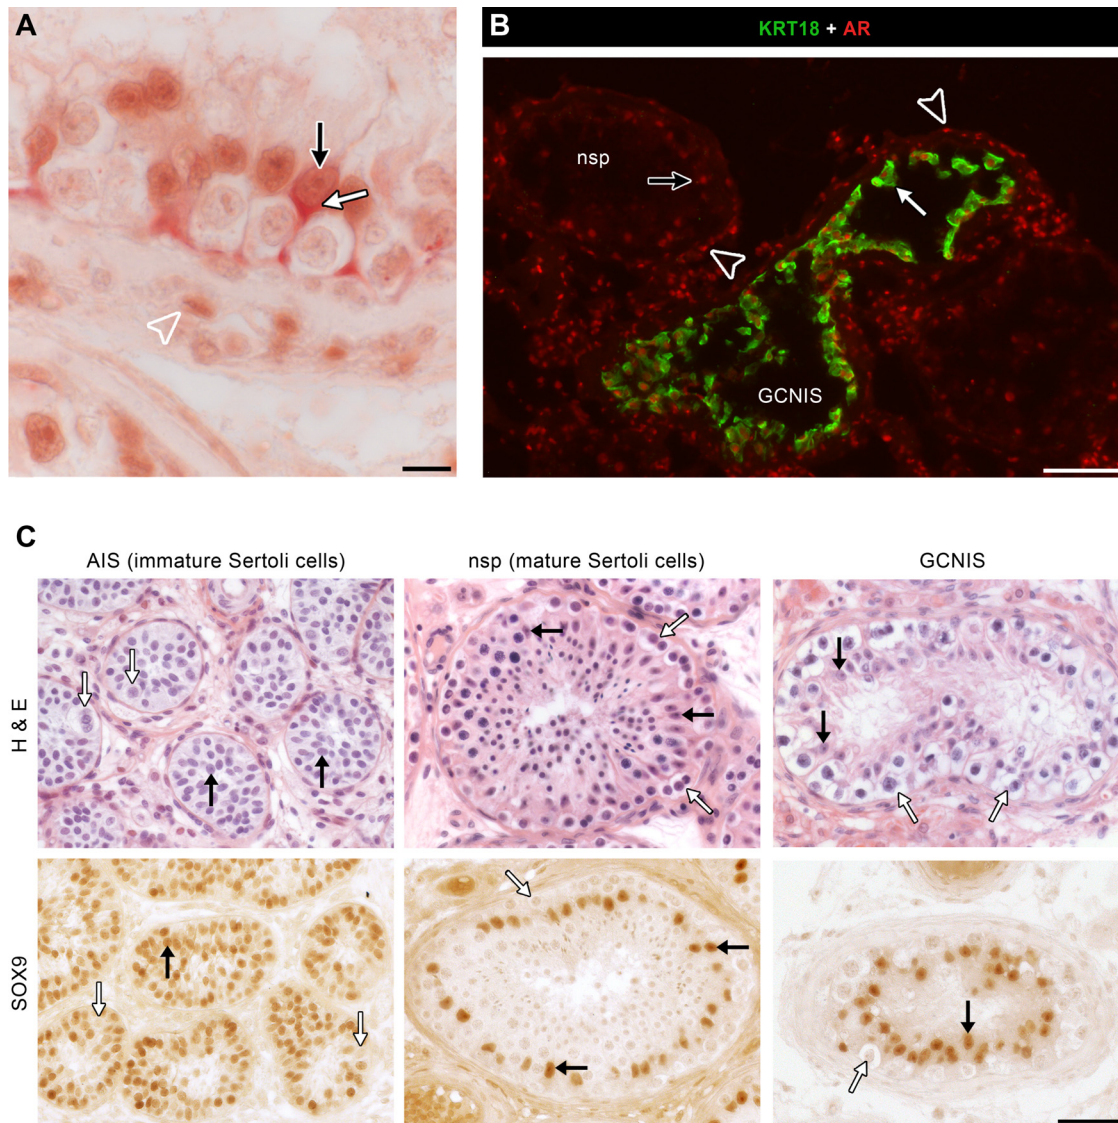 A
B
KRT18 + AR
nsp
GCNIS
C
AIS (immature Sertoli cells)
nsp (mature Sertoli cells)
GCNIS
H & E
SOX9